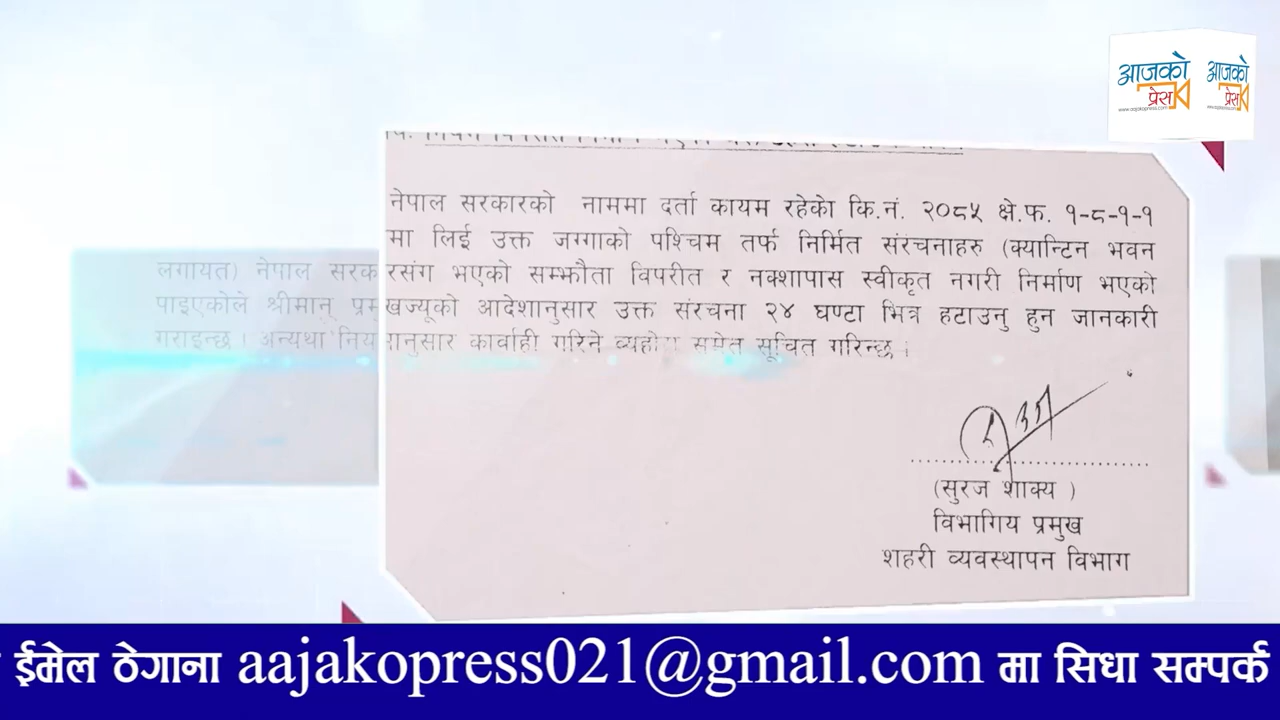 आजको
प्रेस
www.aajakopress.com
आजको
प्रेस
नेपाल सरकारको नाममा दर्ता कायम रहेको कि.नं. २०८५ क्षे.फ. १-८-१-१
मा लिई उक्त जग्गाको पश्चिम तर्फ निर्मित संरचनाहरु (क्यान्टिन भवन
लगायत) नेपाल सरकारसंग भएको सम्झौता विपरीत र नक्शापास स्वीकृत नगरी निर्माण भएको
पाइएकोले श्रीमान् प्रमुखज्यूको आदेशानुसार उक्त संरचना २४ घण्टा भित्र हटाउनु हुन जानकारी
गराइन्छ । अन्यथा नियमानुसार कार्वाही गरिने व्यहोरा समेत सूचित गरिन्छ ।
(सुरज शाक्य )
विभागिय प्रमुख
शहरी व्यवस्थापन विभाग
ईमेल ठेगाना aajakopress021@gmail.com मा सिधा सम्पर्क